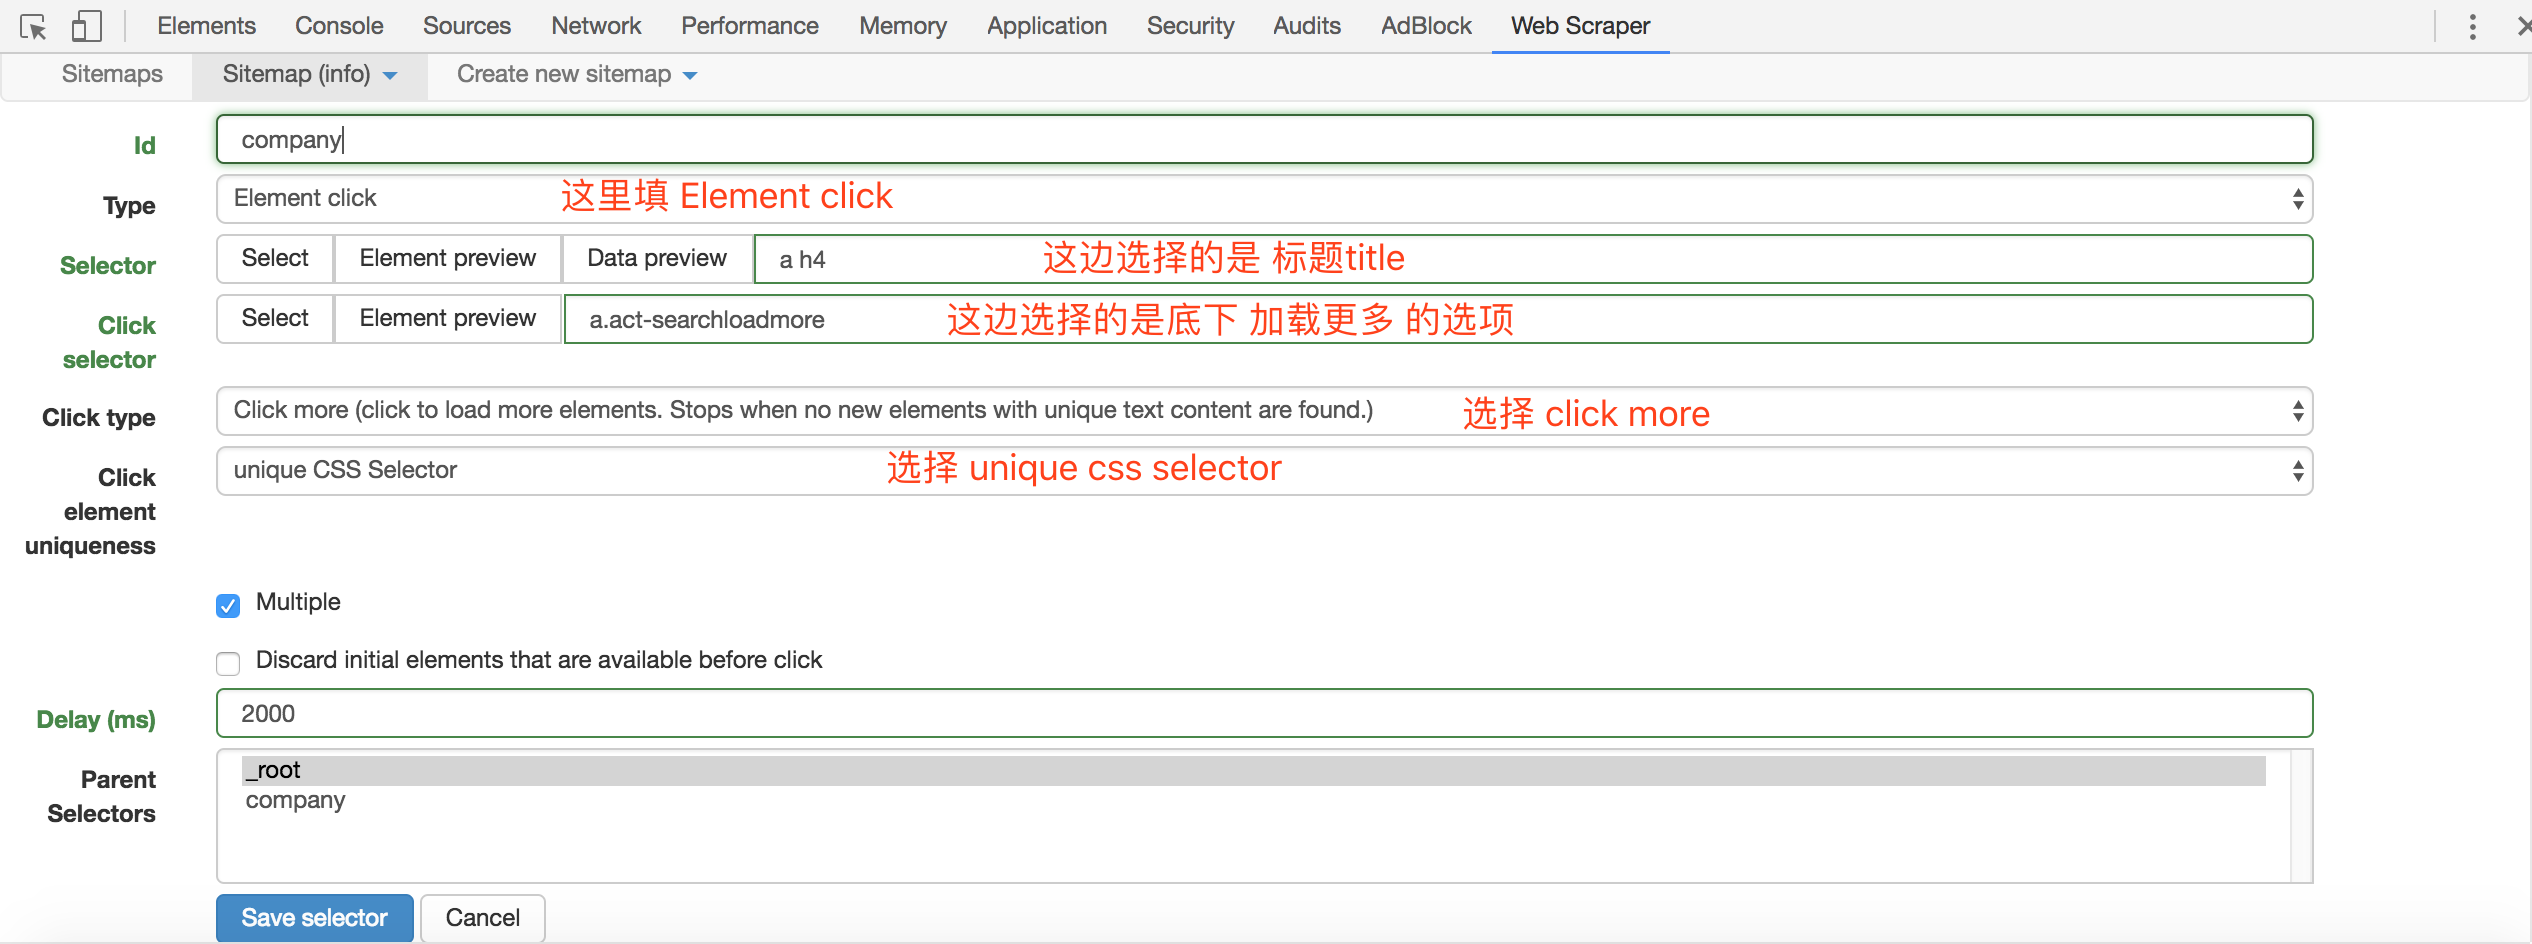 Elements Console Sources Network Performance Memory Application Security Audits AdBlock Web Scraper
Sitemaps Sitemap (info) Create new sitemap
Id company
Type Element click 这里填 Element click
Selector Select Element preview Data preview a h4 这边选择的是 标题title
Click selector Select Element preview a.act-searchloadmore 这边选择的是底下 加载更多 的选项
Click type Click more (click to load more elements. Stops when no new elements with unique text content are found.) 选择 click more
Click element uniqueness unique CSS Selector 选择 unique css selector
Multiple
Discard initial elements that are available before click
Delay (ms) 2000
Parent Selectors _root
company
Save selector Cancel